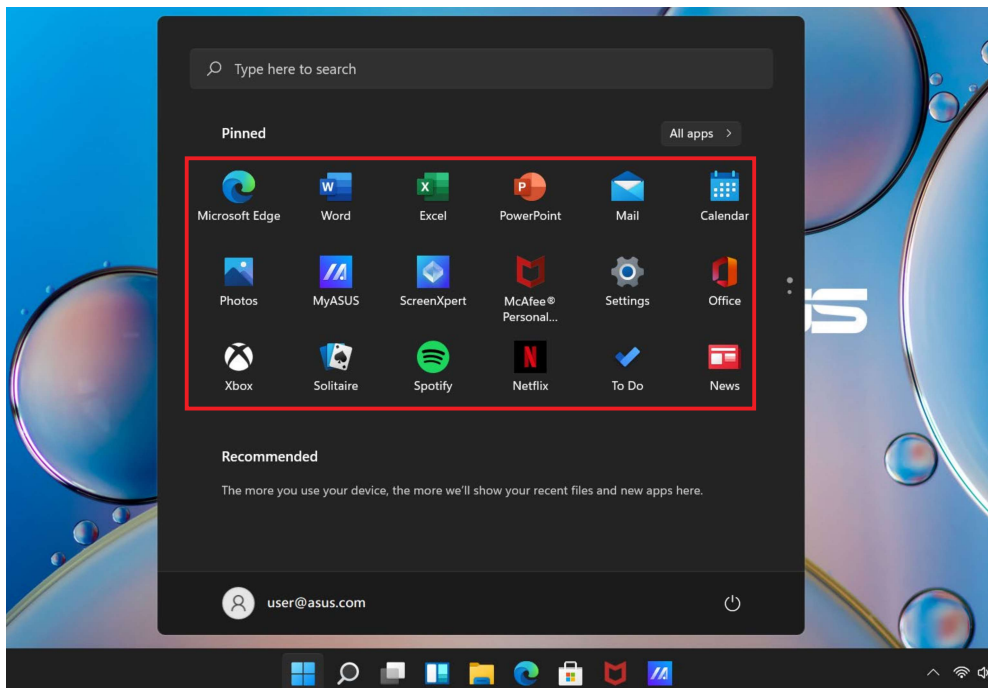 Type here to search
Pinned
All apps
Microsoft Edge
Word
Excel
PowerPoint
Mail
Calendar
Photos
MyASUS
ScreenXpert
McAfee®
Personal...
Settings
Office
Xbox
Solitaire
Spotify
Netflix
To Do
News
Recommended
The more you use your device, the more we'll show your recent files and new apps here.
user@asus.com